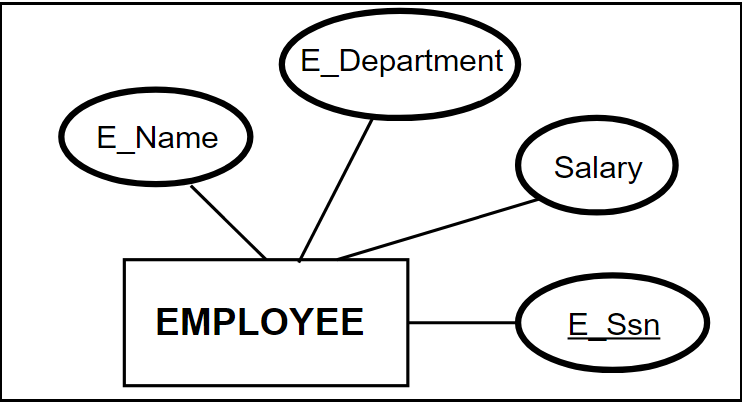 E_Department
E_Name
Salary
EMPLOYEE
E_Ssn